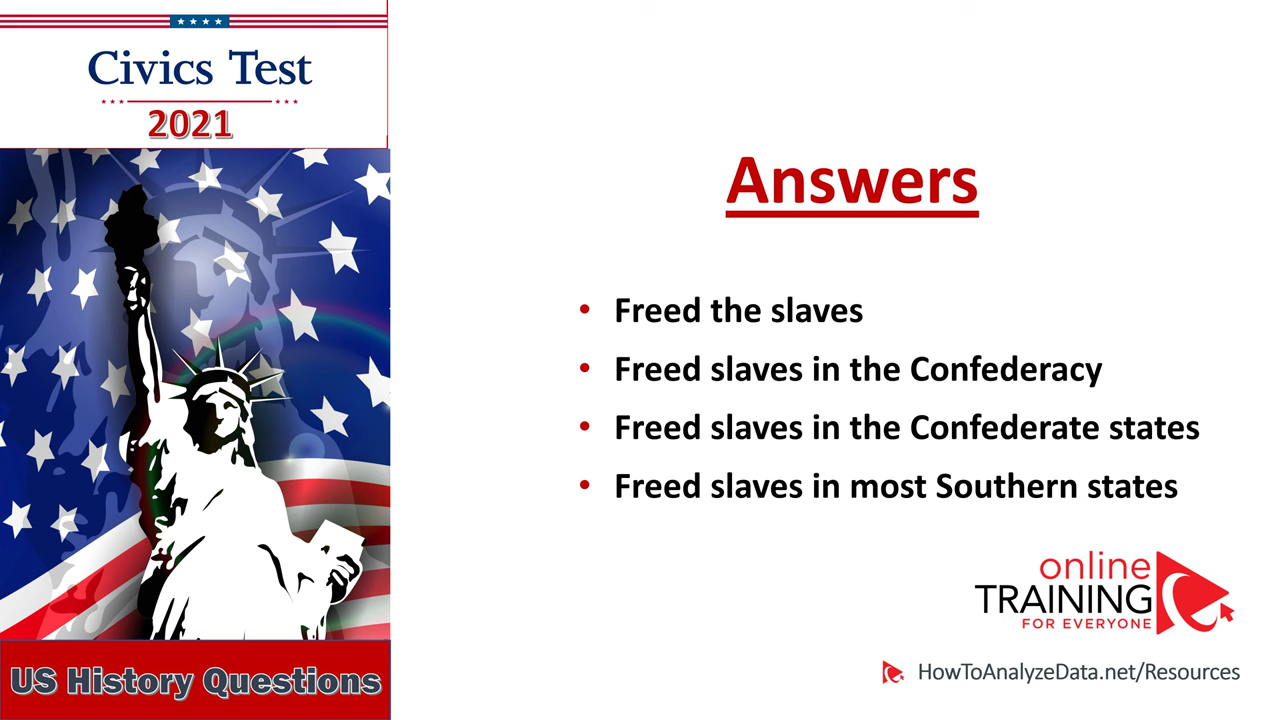 Civics Test
2021
US History Questions
Answers
• Freed the slaves
• Freed slaves in the Confederacy
• Freed slaves in the Confederate states
• Freed slaves in most Southern states
online
TRAINING
FOR EVERYONE
HowToAnalyzeData.net/Resources